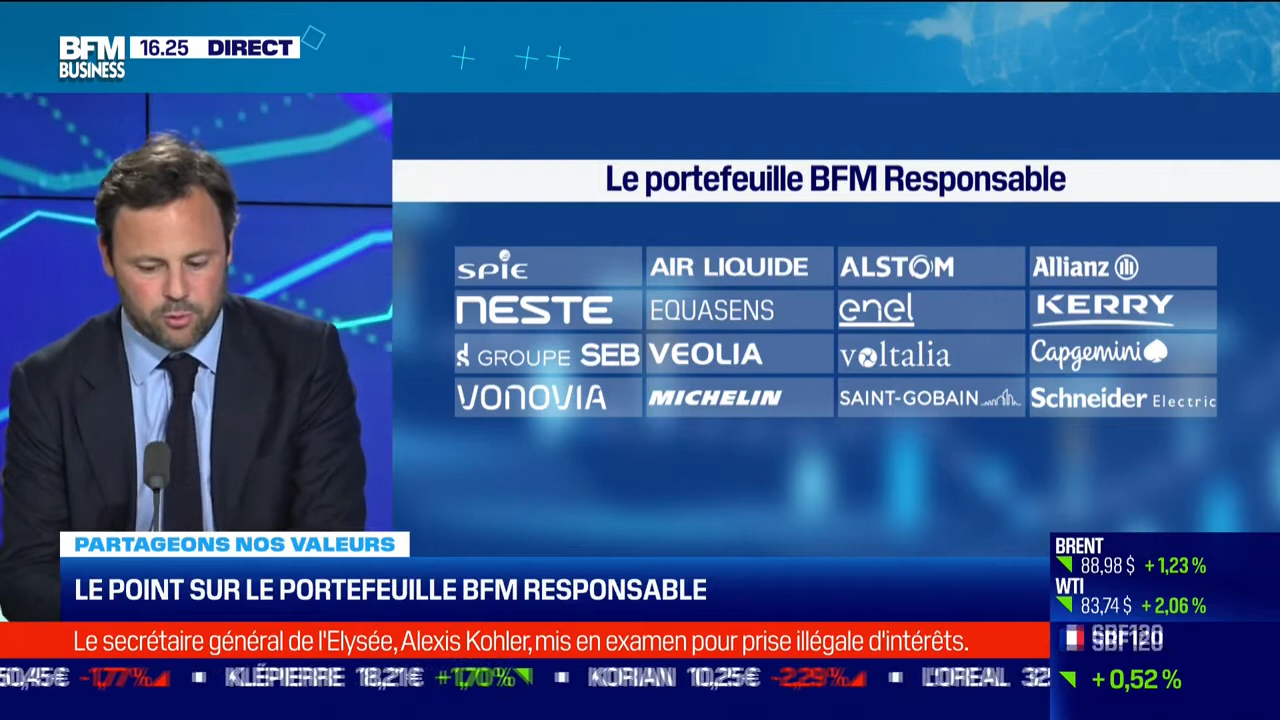 BFM
BUSINESS
16.25 DIRECT
Le portefeuille BFM Responsable
SPIE AIR LIQUIDE ALSTOM Allianz
NESTE EQUASENS enel KERRY
GROUPE SEB VEOLIA voltalia Capgemini
VONOVIA MICHELIN SAINT-GOBAIN Schneider Electric
PARTAGEONS NOS VALEURS
LE POINT SUR LE PORTEFEUILLE BFM RESPONSABLE
BRENT
88,98 $ +1,23 %
WTI
83,74 $ +2,06 %
Le secrétaire général de l'Elysée, Alexis Kohler, mis en examen pour prise illégale d'intérêts.
SBF120
+0,52 %
50,45€ -1,77% KLÉPIERRE 18,21€ +1,70% KORIAN 10,25€ -2,29% L'OREAL